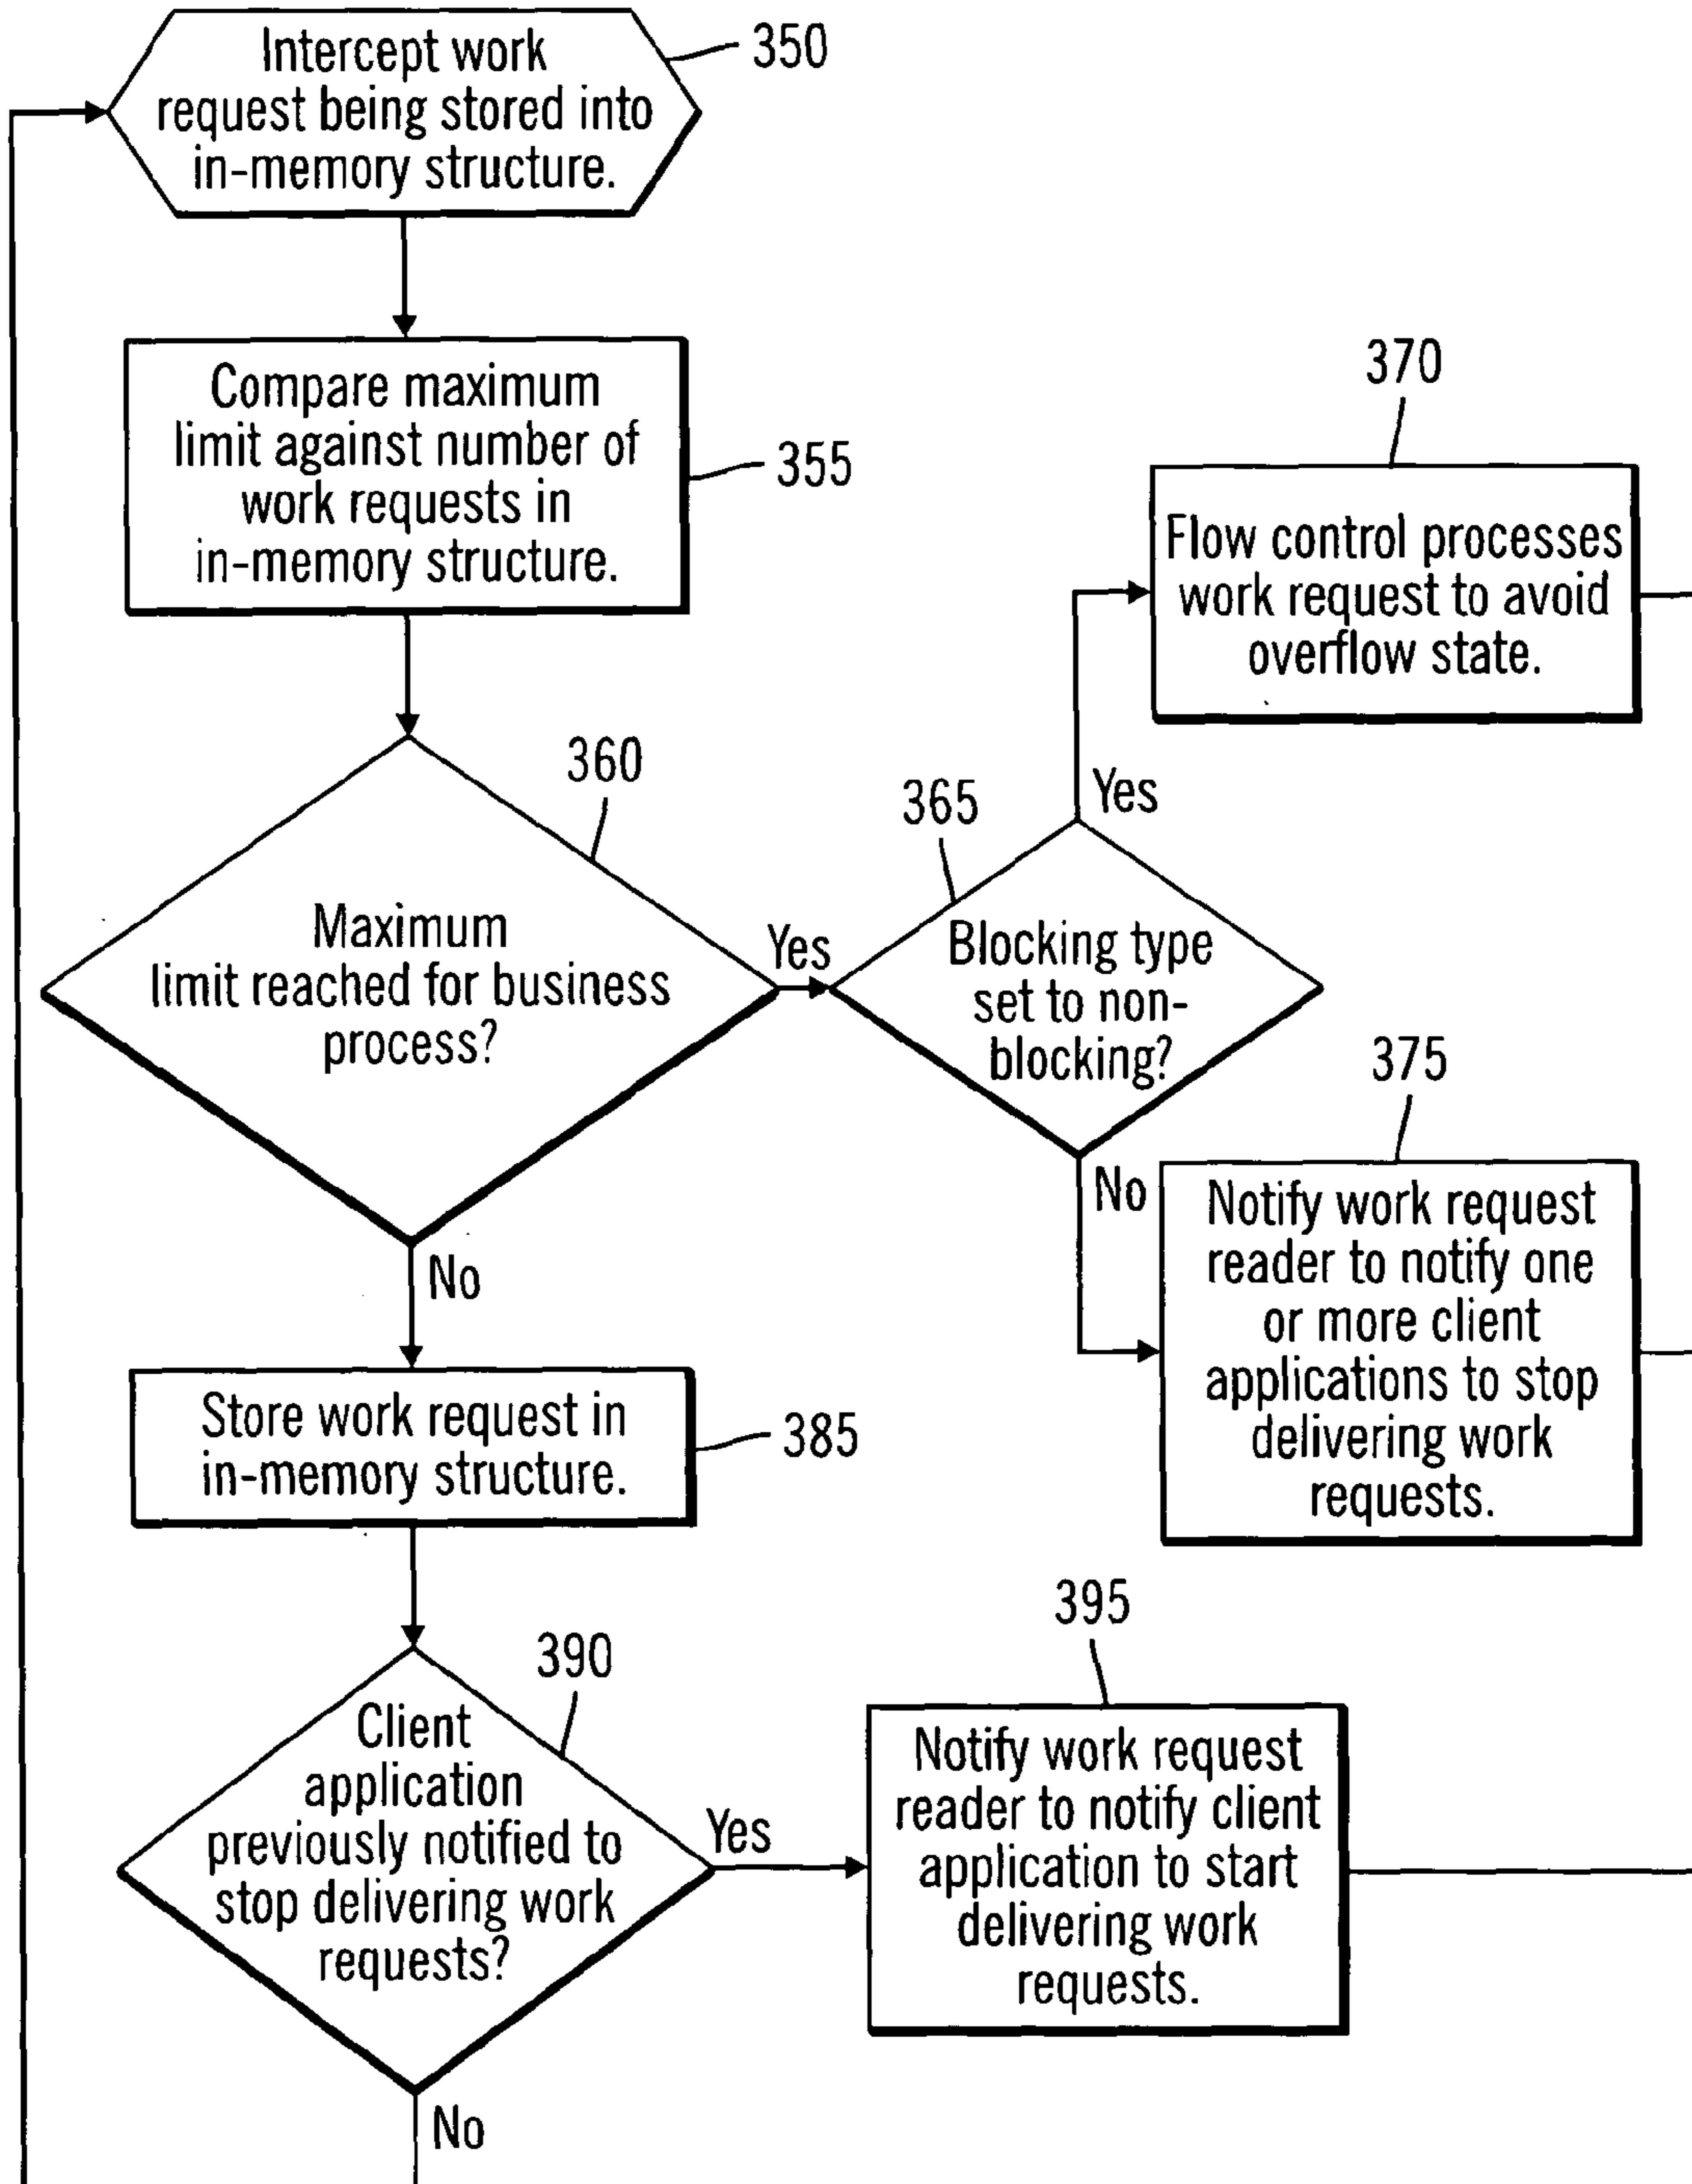 Intercept work
request being stored into
in-memory structure.
350
Compare maximum
limit against number of
work requests in
in-memory structure.
355
360
Maximum
limit reached for business
process?
Yes
No
365
Blocking type
set to non-
blocking?
Yes
No
370
Flow control processes
work request to avoid
overflow state.
375
Notify work request
reader to notify one
or more client
applications to stop
delivering work
requests.
Store work request in
in-memory structure.
385
390
Client
application
previously notified to
stop delivering work
requests?
Yes
No
395
Notify work request
reader to notify client
application to start
delivering work
requests.